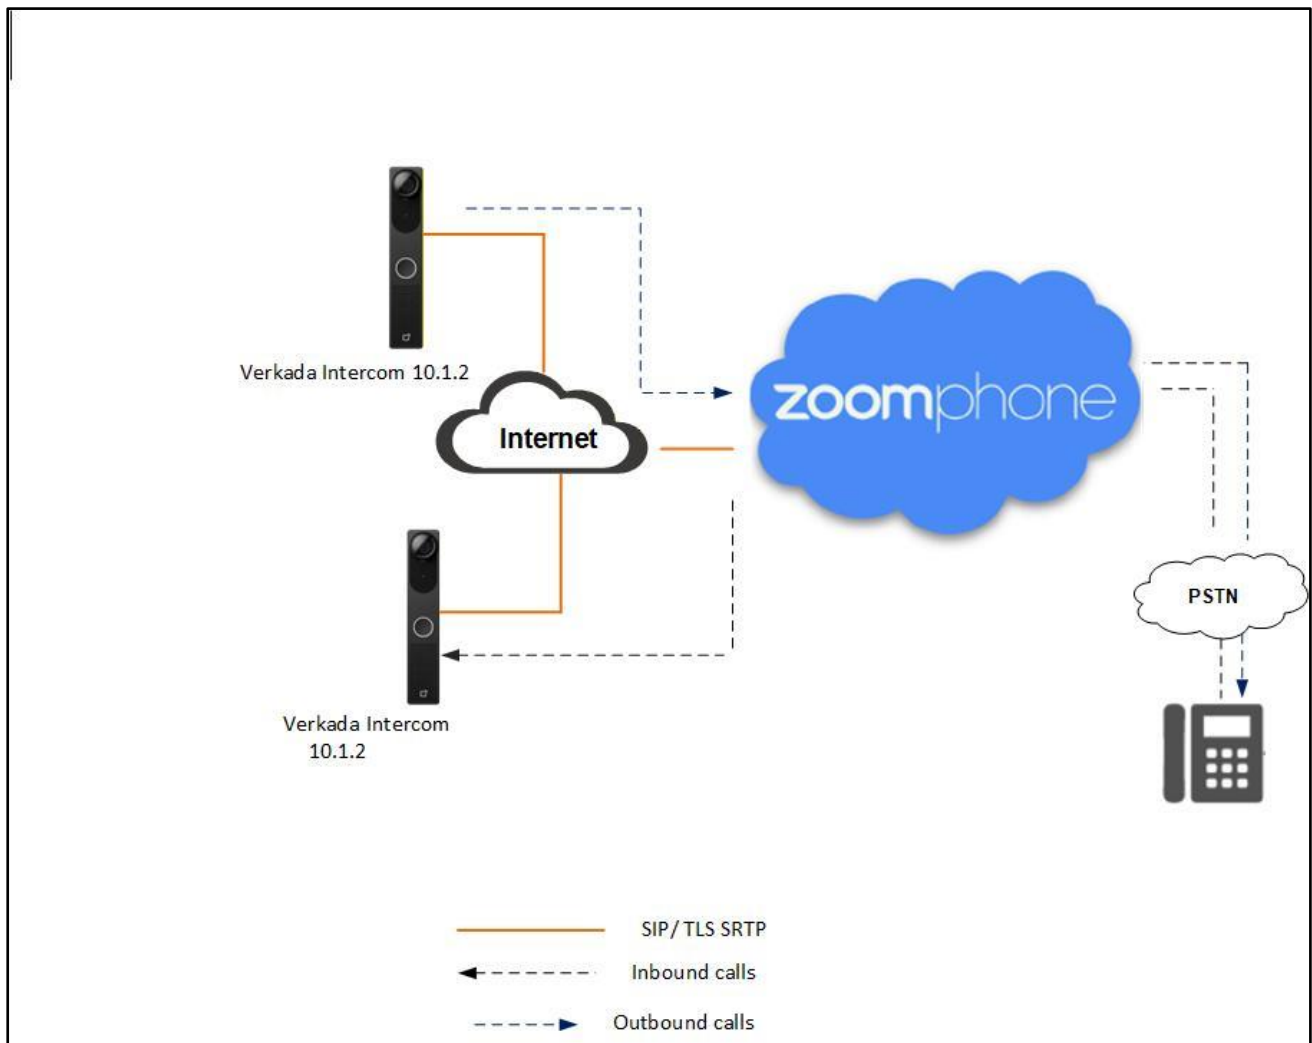 Verkada Intercom 10.1.2
Internet
zoomphone
PSTN
Verkada Intercom
10.1.2
SIP/ TLS SRTP
Inbound calls
Outbound calls